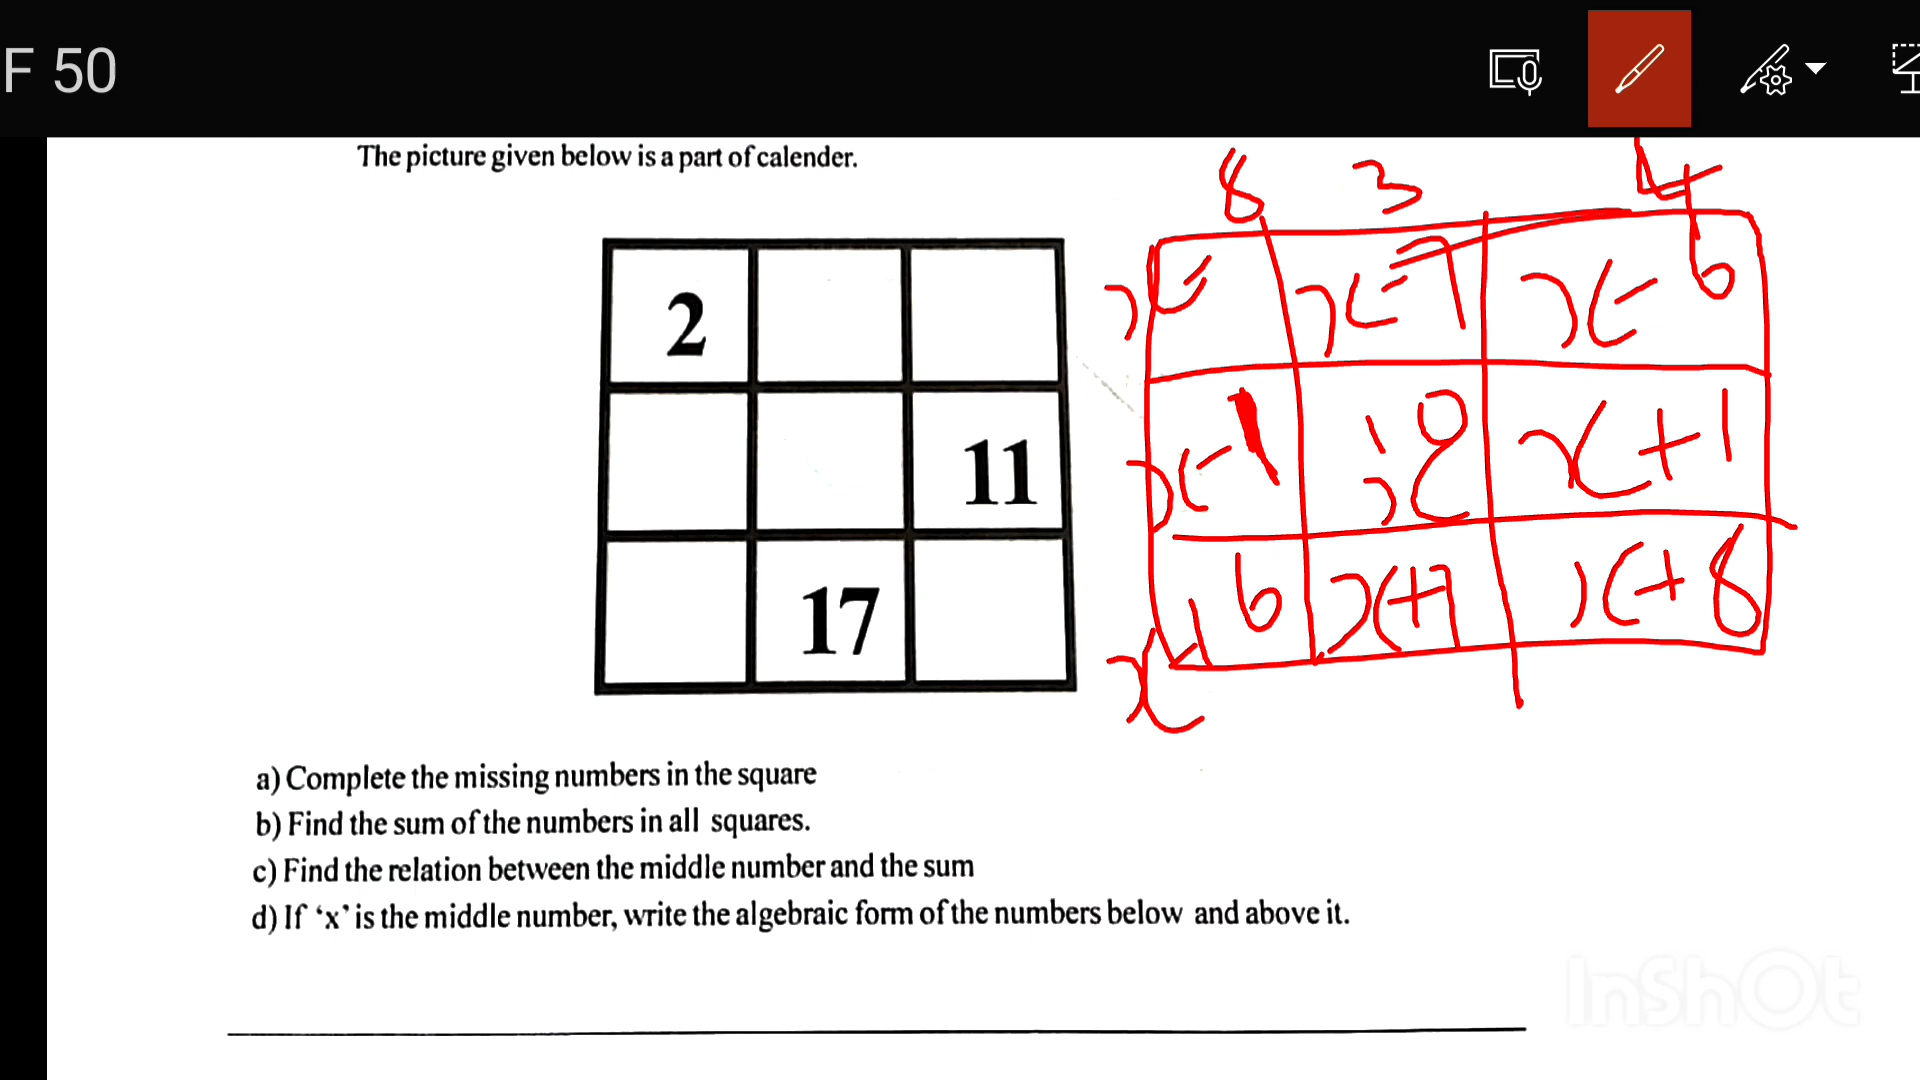 F 50
The picture given below is a part of calender.
8 3 4
2
x- x-7 x-6
11
x-1 x+1
17
6 x+7 x+8
x
a) Complete the missing numbers in the square
b) Find the sum of the numbers in all squares.
c) Find the relation between the middle number and the sum
d) If ‘x’ is the middle number, write the algebraic form of the numbers below and above it.
InShOt